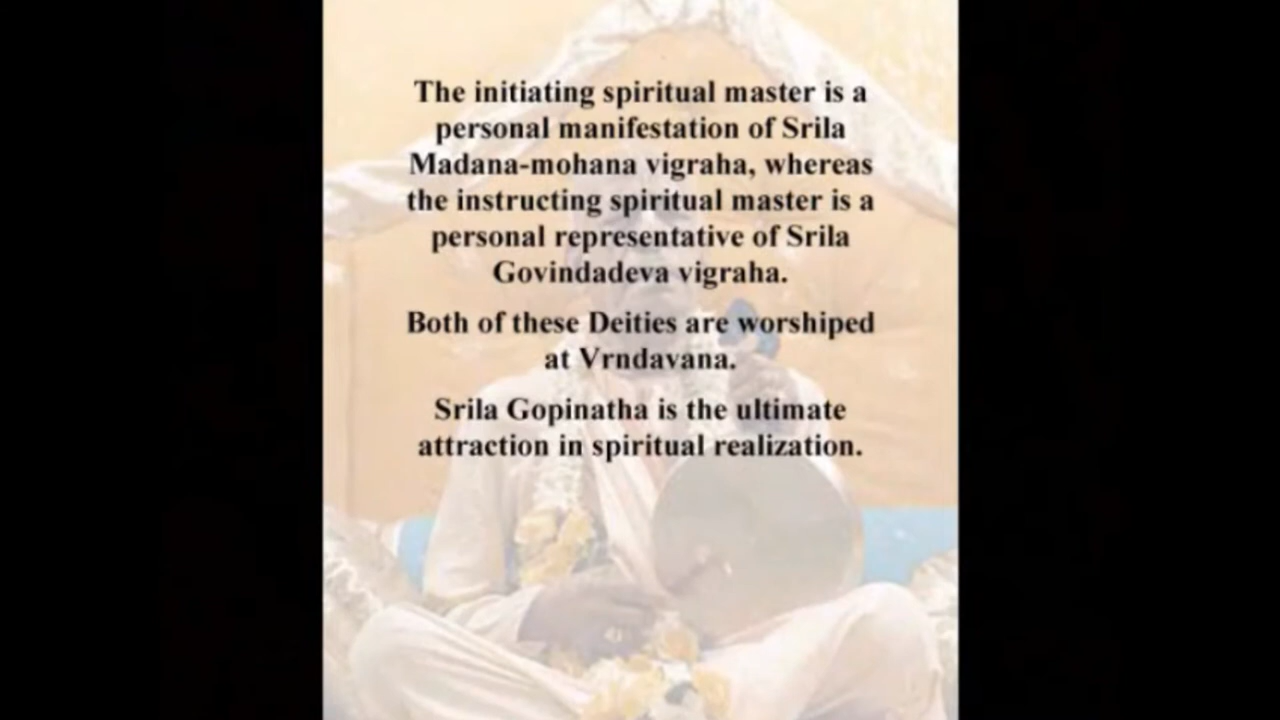 The initiating spiritual master is a
personal manifestation of Srila
Madana-mohana vigraha, whereas
the instructing spiritual master is a
personal representative of Srila
Govindadeva vigraha.
Both of these Deities are worshiped
at Vrndavana.
Srila Gopinatha is the ultimate
attraction in spiritual realization.